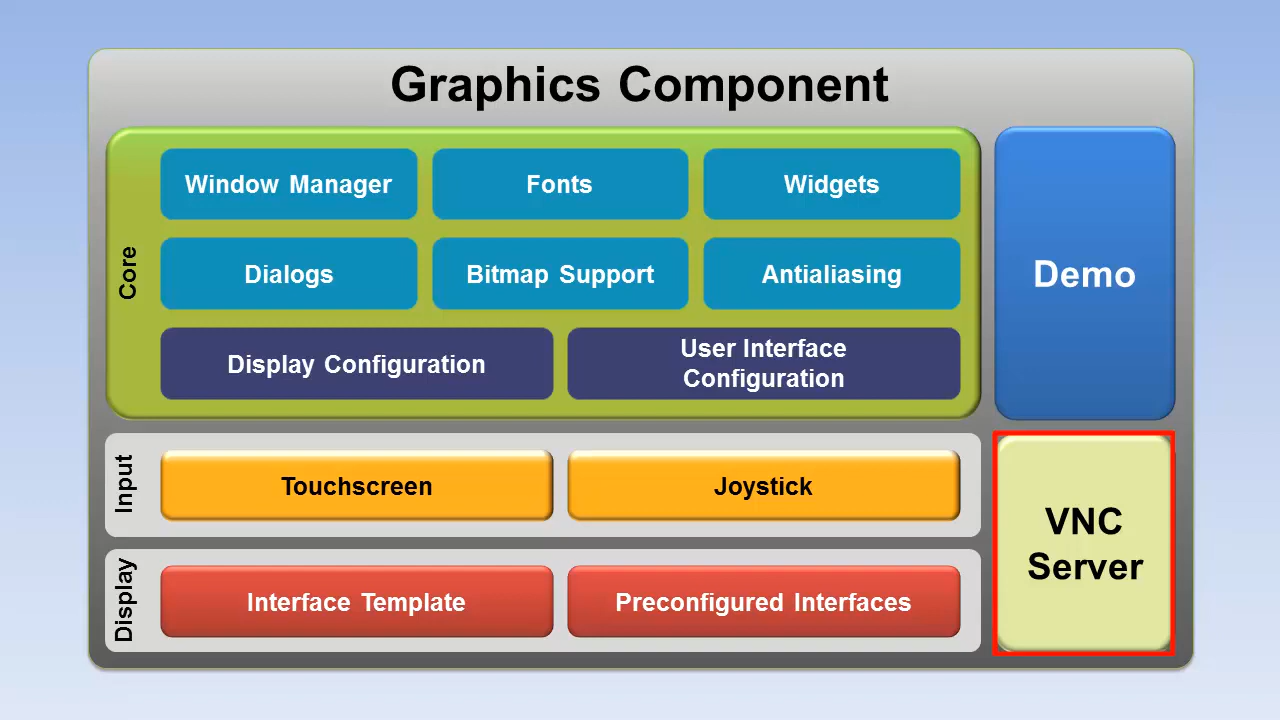 Graphics Component
Core
Window Manager
Fonts
Widgets
Dialogs
Bitmap Support
Antialiasing
Display Configuration
User Interface
Configuration
Demo
Input
Touchscreen
Joystick
Display
Interface Template
Preconfigured Interfaces
VNC
Server